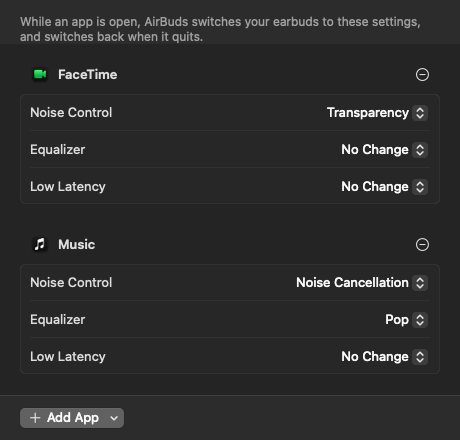 While an app is open, AirBuds switches your earbuds to these settings,
and switches back when it quits.
FaceTime
Noise Control Transparency
Equalizer No Change
Low Latency No Change
Music
Noise Control Noise Cancellation
Equalizer Pop
Low Latency No Change
+ Add App